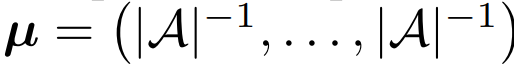 𝝁 = (|𝒜|⁻¹, . . . , |𝒜|⁻¹)